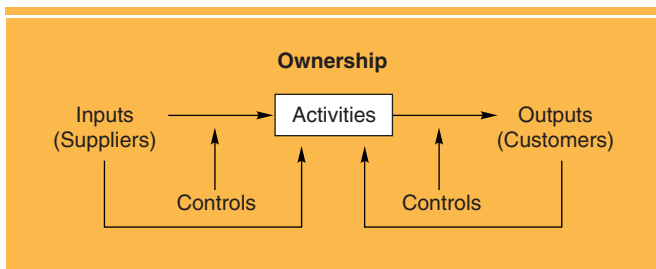 Ownership
Inputs
(Suppliers)
Activities
Outputs
(Customers)
Controls
Controls